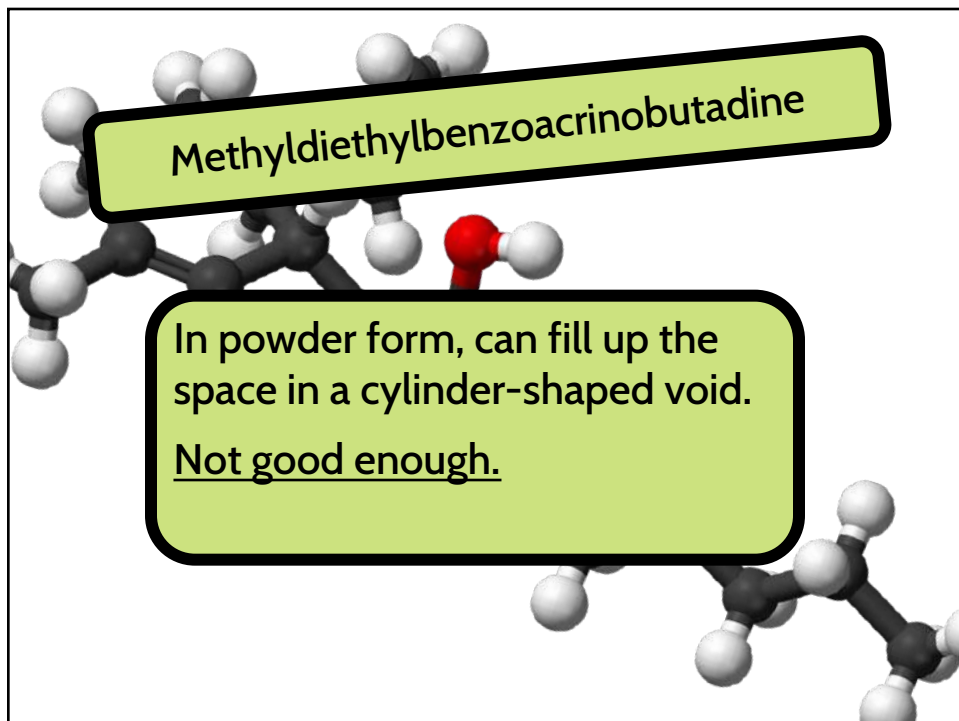 Methyldiethylbenzoacrinobutadine
In powder form, can fill up the
space in a cylinder-shaped void.
Not good enough.